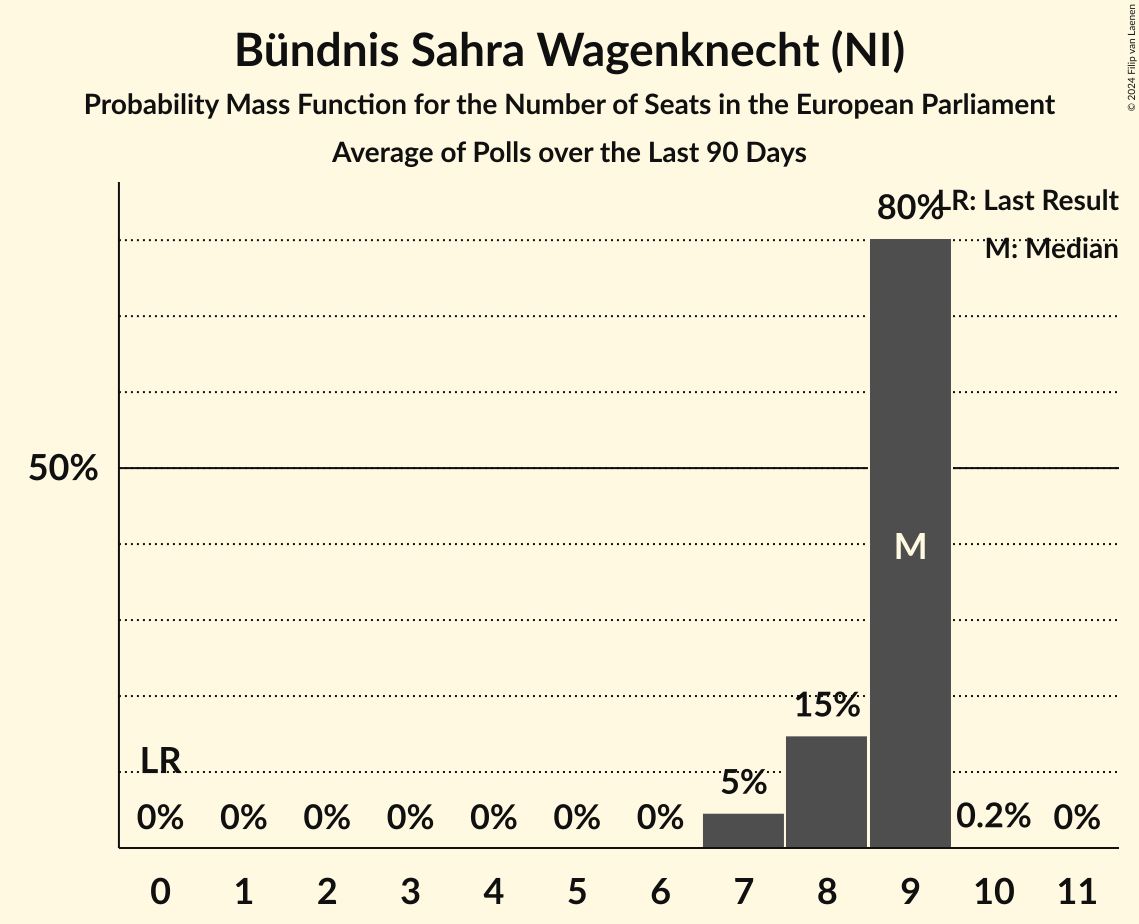 Bündnis Sahra Wagenknecht (NI)
Probability Mass Function for the Number of Seats in the European Parliament
Average of Polls over the Last 90 Days
© 2024 Filip van Laenen
LR: Last Result
M: Median
80%
50%
M
15%
LR
5%
0% 0% 0% 0% 0% 0% 0% 0.2% 0%
0 1 2 3 4 5 6 7 8 9 10 11